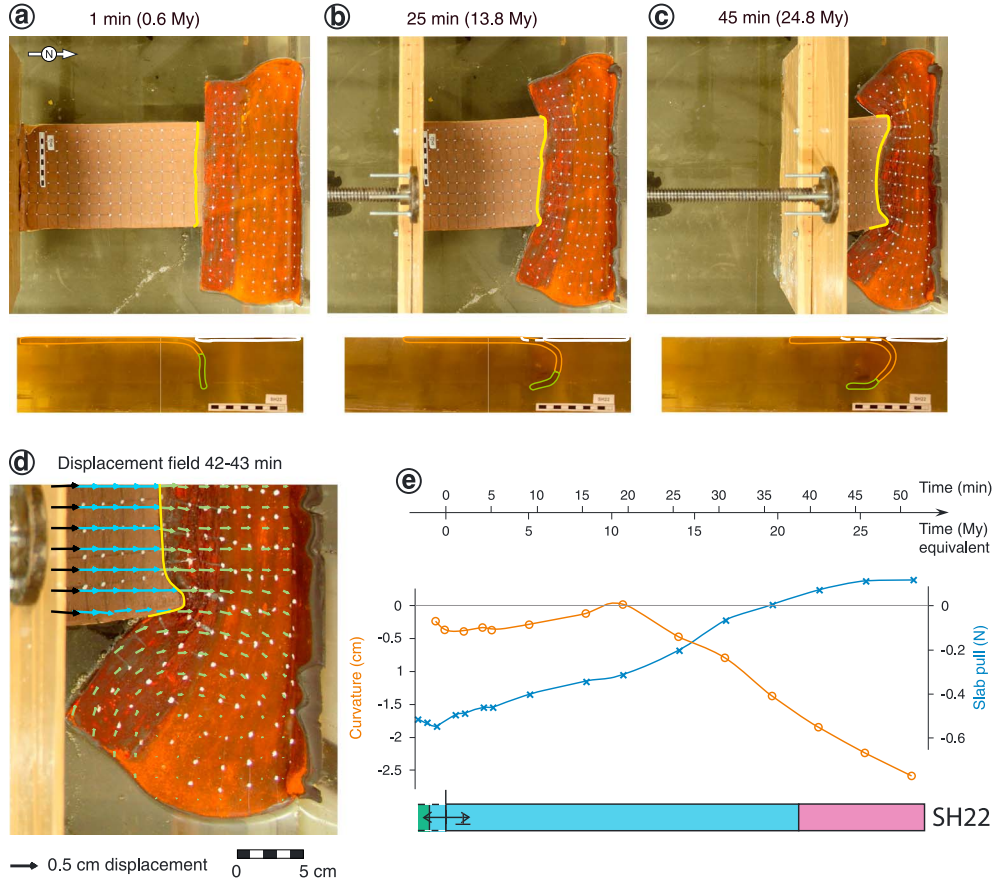 a
1 min (0.6 My)
b
25 min (13.8 My)
c
45 min (24.8 My)
N
SH22
SH22
SH22
d
Displacement field 42-43 min
0.5 cm displacement
0
5 cm
e
0 5 10 15 20 30 35 40 45 50
Time (min)
0 5 10 15 20 25
Time (My)
equivalent
0
-0.5
1
-1.5
-2
-2.5
Curvature (cm)
0
-0.2
-0.4
-0.6
Slab pull (N)
SH22